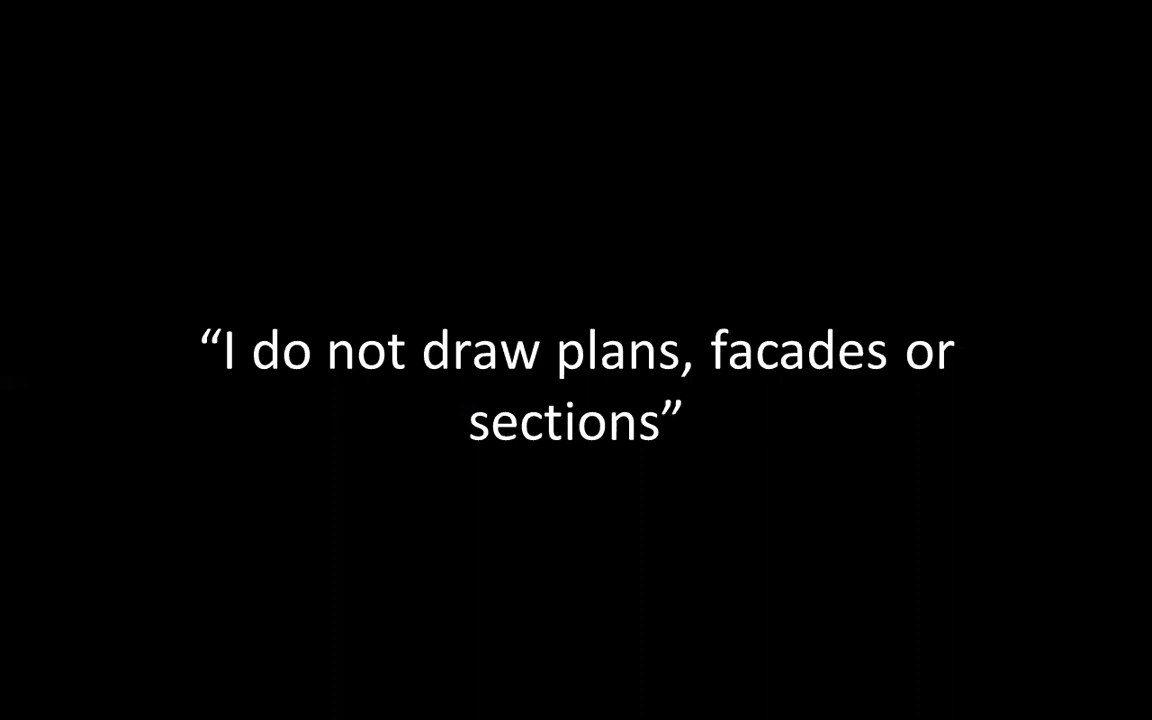 “I do not draw plans, facades or
sections”